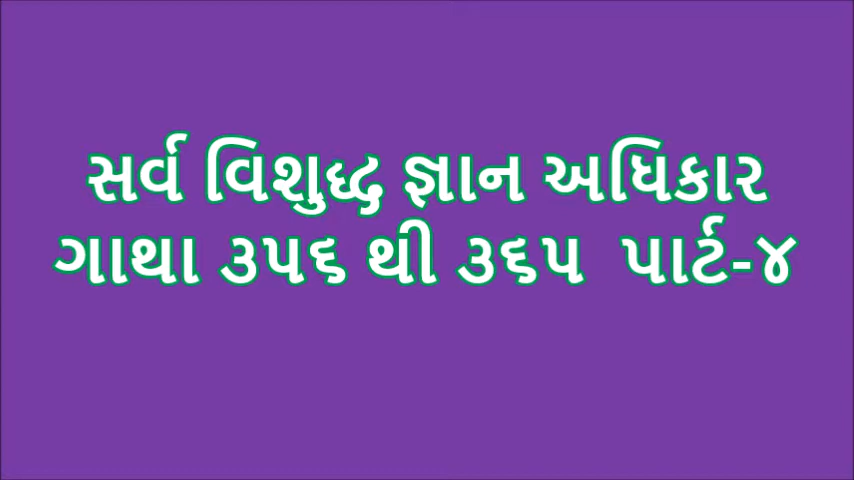 સર્વ વિશુદ્ધ જ્ઞાન અધિકાર
ગાથા ૩૫૬ થી ૩૬૫ પાર્ટ-૪